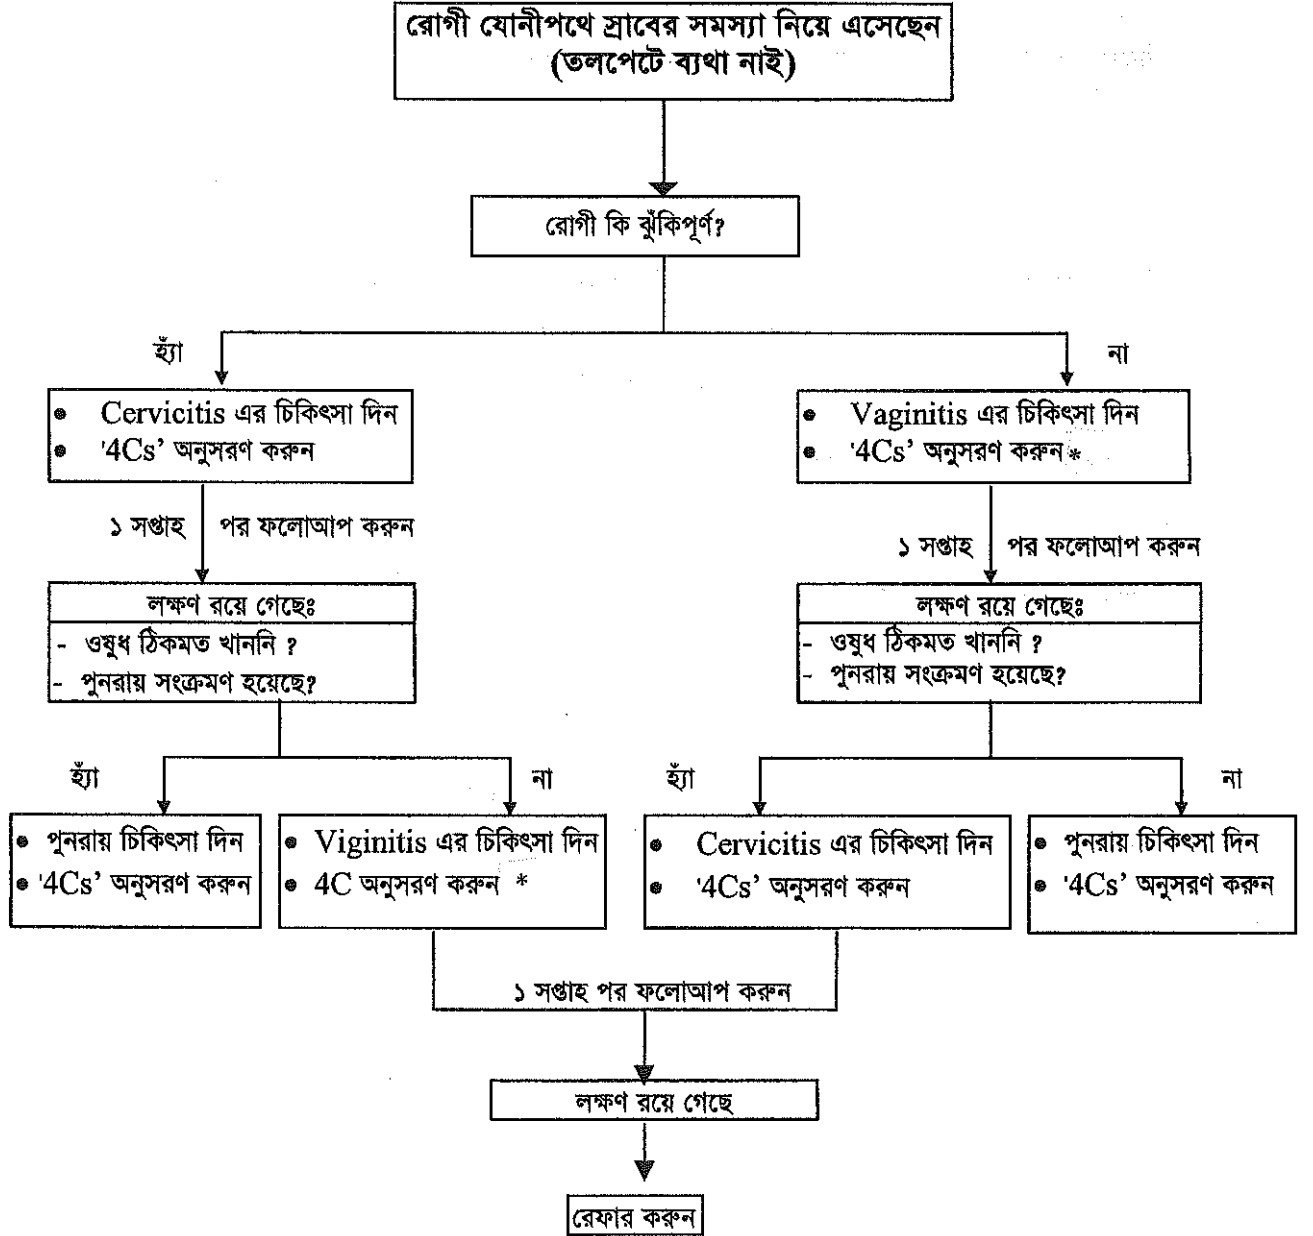 রোগী যোনীপথে স্রাবের সমস্যা নিয়ে এসেছেন
(তলপেটে ব্যথা নাই)
রোগী কি ঝুঁকিপূর্ণ?
হ্যাঁ
না
● Cervicitis এর চিকিৎসা দিন
● '4Cs’ অনুসরণ করুন
● Vaginitis এর চিকিৎসা দিন
● '4Cs’ অনুসরণ করুন *
১ সপ্তাহ পর ফলোআপ করুন
১ সপ্তাহ পর ফলোআপ করুন
লক্ষণ রয়ে গেছেঃ
- ওষুধ ঠিকমত খাননি ?
- পুনরায় সংক্রমণ হয়েছে?
লক্ষণ রয়ে গেছেঃ
- ওষুধ ঠিকমত খাননি ?
- পুনরায় সংক্রমণ হয়েছে?
হ্যাঁ
না
হ্যাঁ
না
● পুনরায় চিকিৎসা দিন
● '4Cs’ অনুসরণ করুন
● Viginitis এর চিকিৎসা দিন
● 4C অনুসরণ করুন *
● Cervicitis এর চিকিৎসা দিন
● '4Cs’ অনুসরণ করুন
● পুনরায় চিকিৎসা দিন
● '4Cs’ অনুসরণ করুন
১ সপ্তাহ পর ফলোআপ করুন
লক্ষণ রয়ে গেছে
রেফার করুন